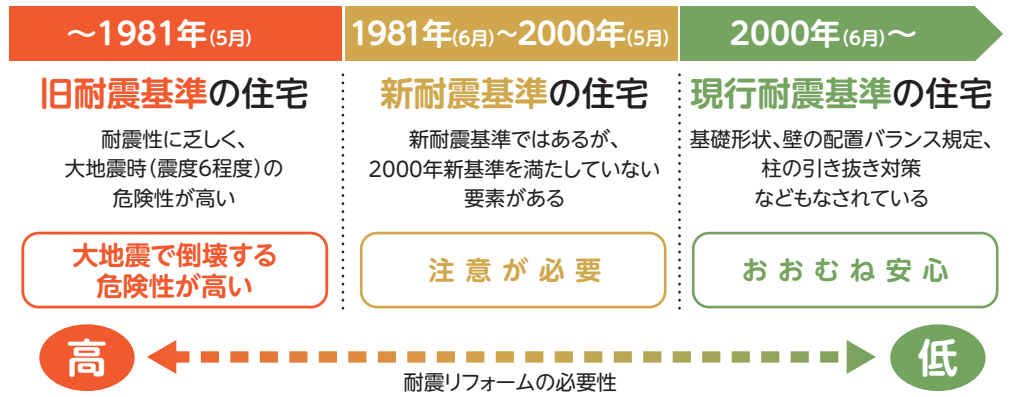 ～1981年(5月)
1981年(6月)～2000年(5月)
2000年(6月)～
旧耐震基準の住宅
耐震性に乏しく、
大地震時(震度6程度)の
危険性が高い
大地震で倒壊する
危険性が高い
新耐震基準の住宅
新耐震基準ではあるが、
2000年新基準を満たしていない
要素がある
注意が必要
現行耐震基準の住宅
基礎形状、壁の配置バランス規定、
柱の引き抜き対策
などもなされている
おおむね安心
高
低
耐震リフォームの必要性